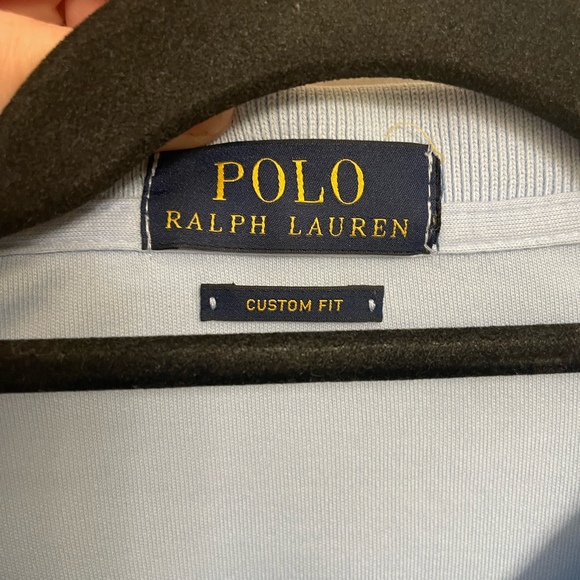 POLO
RALPH LAUREN
CUSTOM FIT